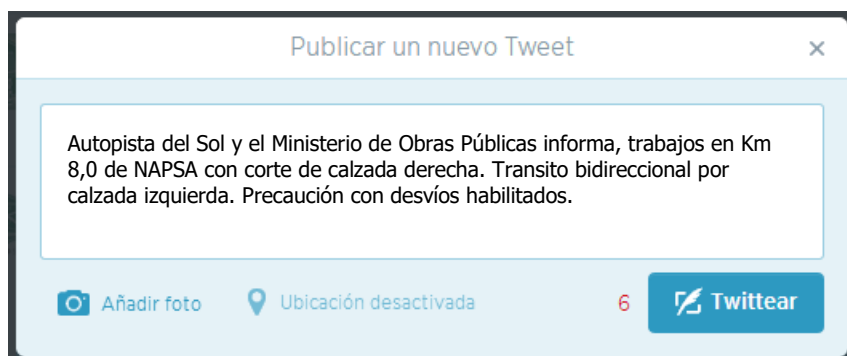 Publicar un nuevo Tweet ×
Autopista del Sol y el Ministerio de Obras Públicas informa, trabajos en Km
8,0 de NAPSA con corte de calzada derecha. Transito bidireccional por
calzada izquierda. Precaución con desvíos habilitados.
Añadir foto Ubicación desactivada 6 Twittear